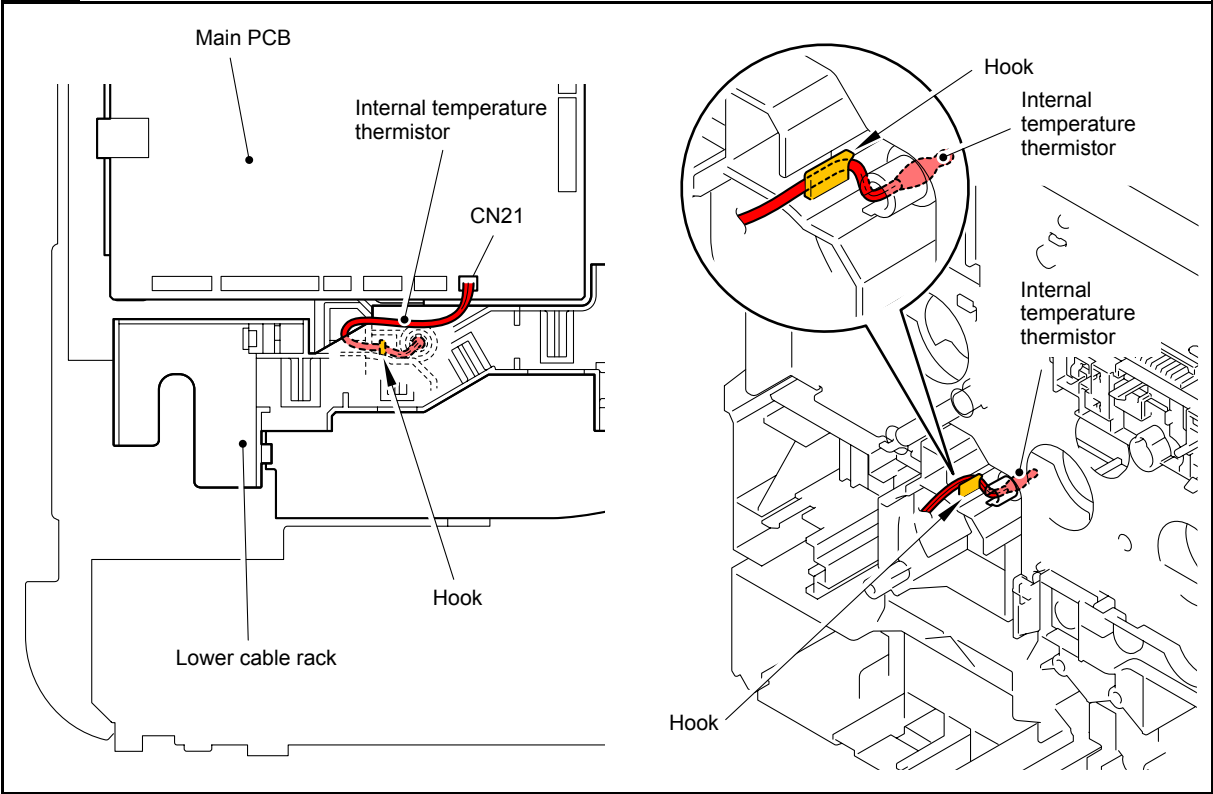 Main PCB
Internal temperature
thermistor
CN21
Hook
Lower cable rack
Hook
Internal
temperature
thermistor
Internal
temperature
thermistor
Hook